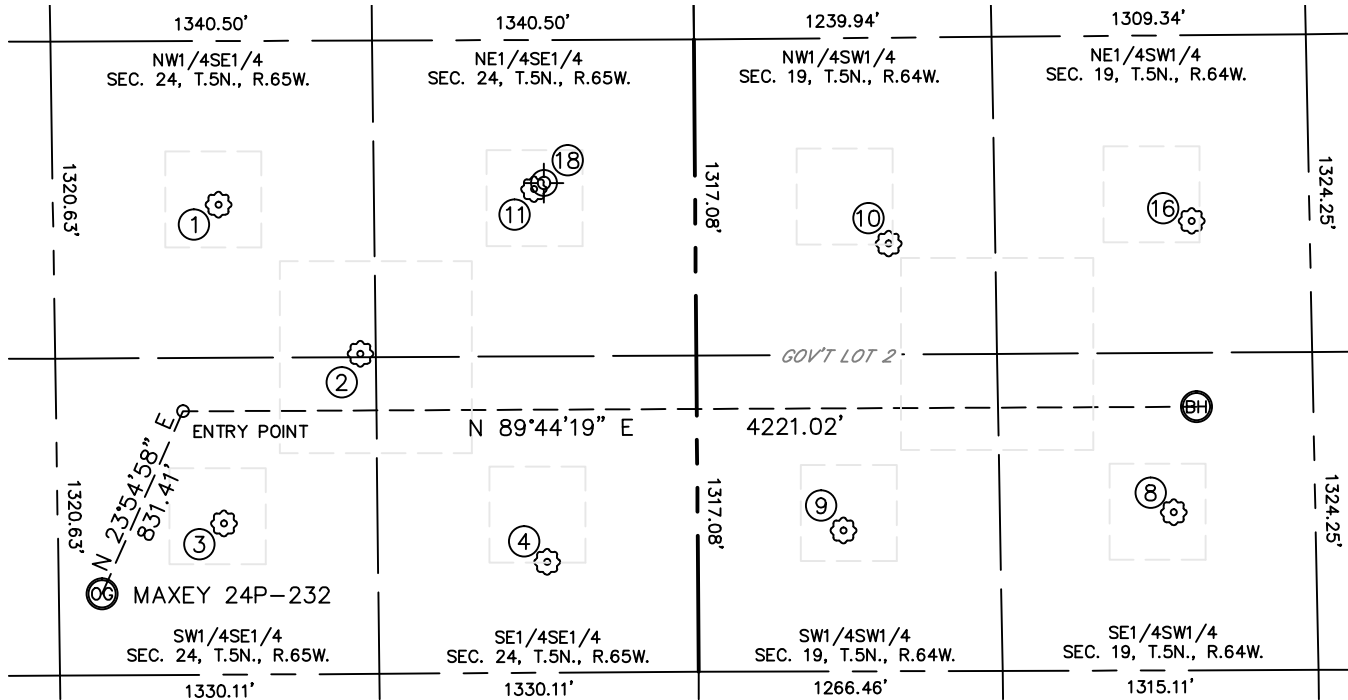 1340.50'
1340.50'
1239.94'
1309.34'
NW1/4SE1/4
SEC. 24, T.5N., R.65W.
NE1/4SE1/4
SEC. 24, T.5N., R.65W.
NW1/4SW1/4
SEC. 19, T.5N., R.64W.
NE1/4SW1/4
SEC. 19, T.5N., R.64W.
1320.63'
1
11
18
1317.08'
10
16
1324.25'
2
GOV'T LOT 2
ENTRY POINT
N 89°44'19" E
4221.02'
BH
N 23°54'58" E
831.41'
1320.63'
3
4
1317.08'
9
8
1324.25'
OG
MAXEY 24P-232
SW1/4SE1/4
SEC. 24, T.5N., R.65W.
SE1/4SE1/4
SEC. 24, T.5N., R.65W.
SW1/4SW1/4
SEC. 19, T.5N., R.64W.
SE1/4SW1/4
SEC. 19, T.5N., R.64W.
1330.11'
1330.11'
1266.46'
1315.11'